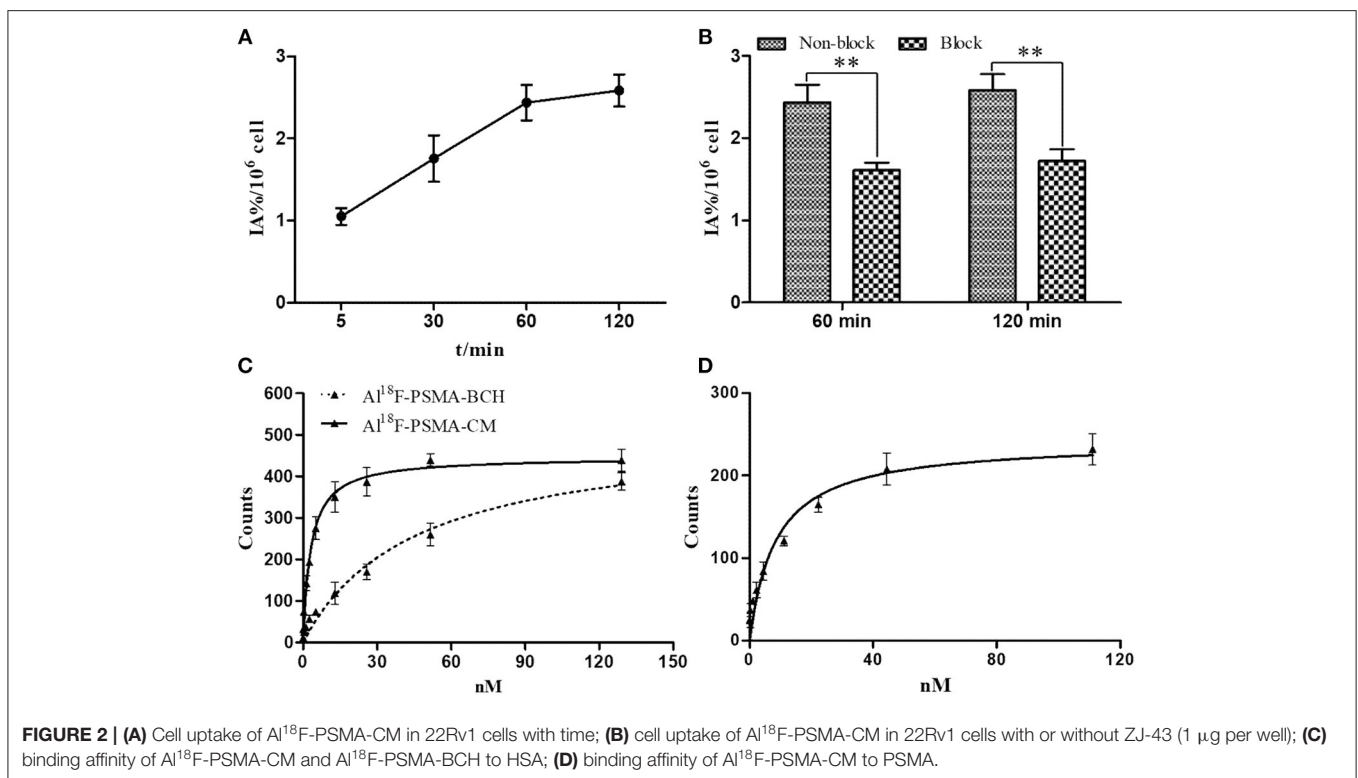 A
3
2
1
0
IA%/10⁶ cell
5 30 60 120
t/min
B
Non-block Block
** **
3
2
1
0
IA%/10⁶ cell
60 min 120 min
C
600
500
400
300
200
100
0
Counts
Al¹⁸F-PSMA-BCH
Al¹⁸F-PSMA-CM
0 30 60 90 120 150
nM
D
300
200
100
0
Counts
0 40 80 120
nM
FIGURE 2 | (A) Cell uptake of Al¹⁸F-PSMA-CM in 22Rv1 cells with time; (B) cell uptake of Al¹⁸F-PSMA-CM in 22Rv1 cells with or without ZJ-43 (1 μg per well); (C)
binding affinity of Al¹⁸F-PSMA-CM and Al¹⁸F-PSMA-BCH to HSA; (D) binding affinity of Al¹⁸F-PSMA-CM to PSMA.